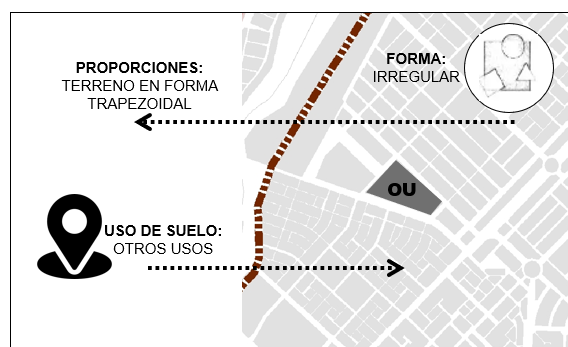 PROPORCIONES:
TERRENO EN FORMA
TRAPEZOIDAL
FORMA:
IRREGULAR
OU
USO DE SUELO:
OTROS USOS